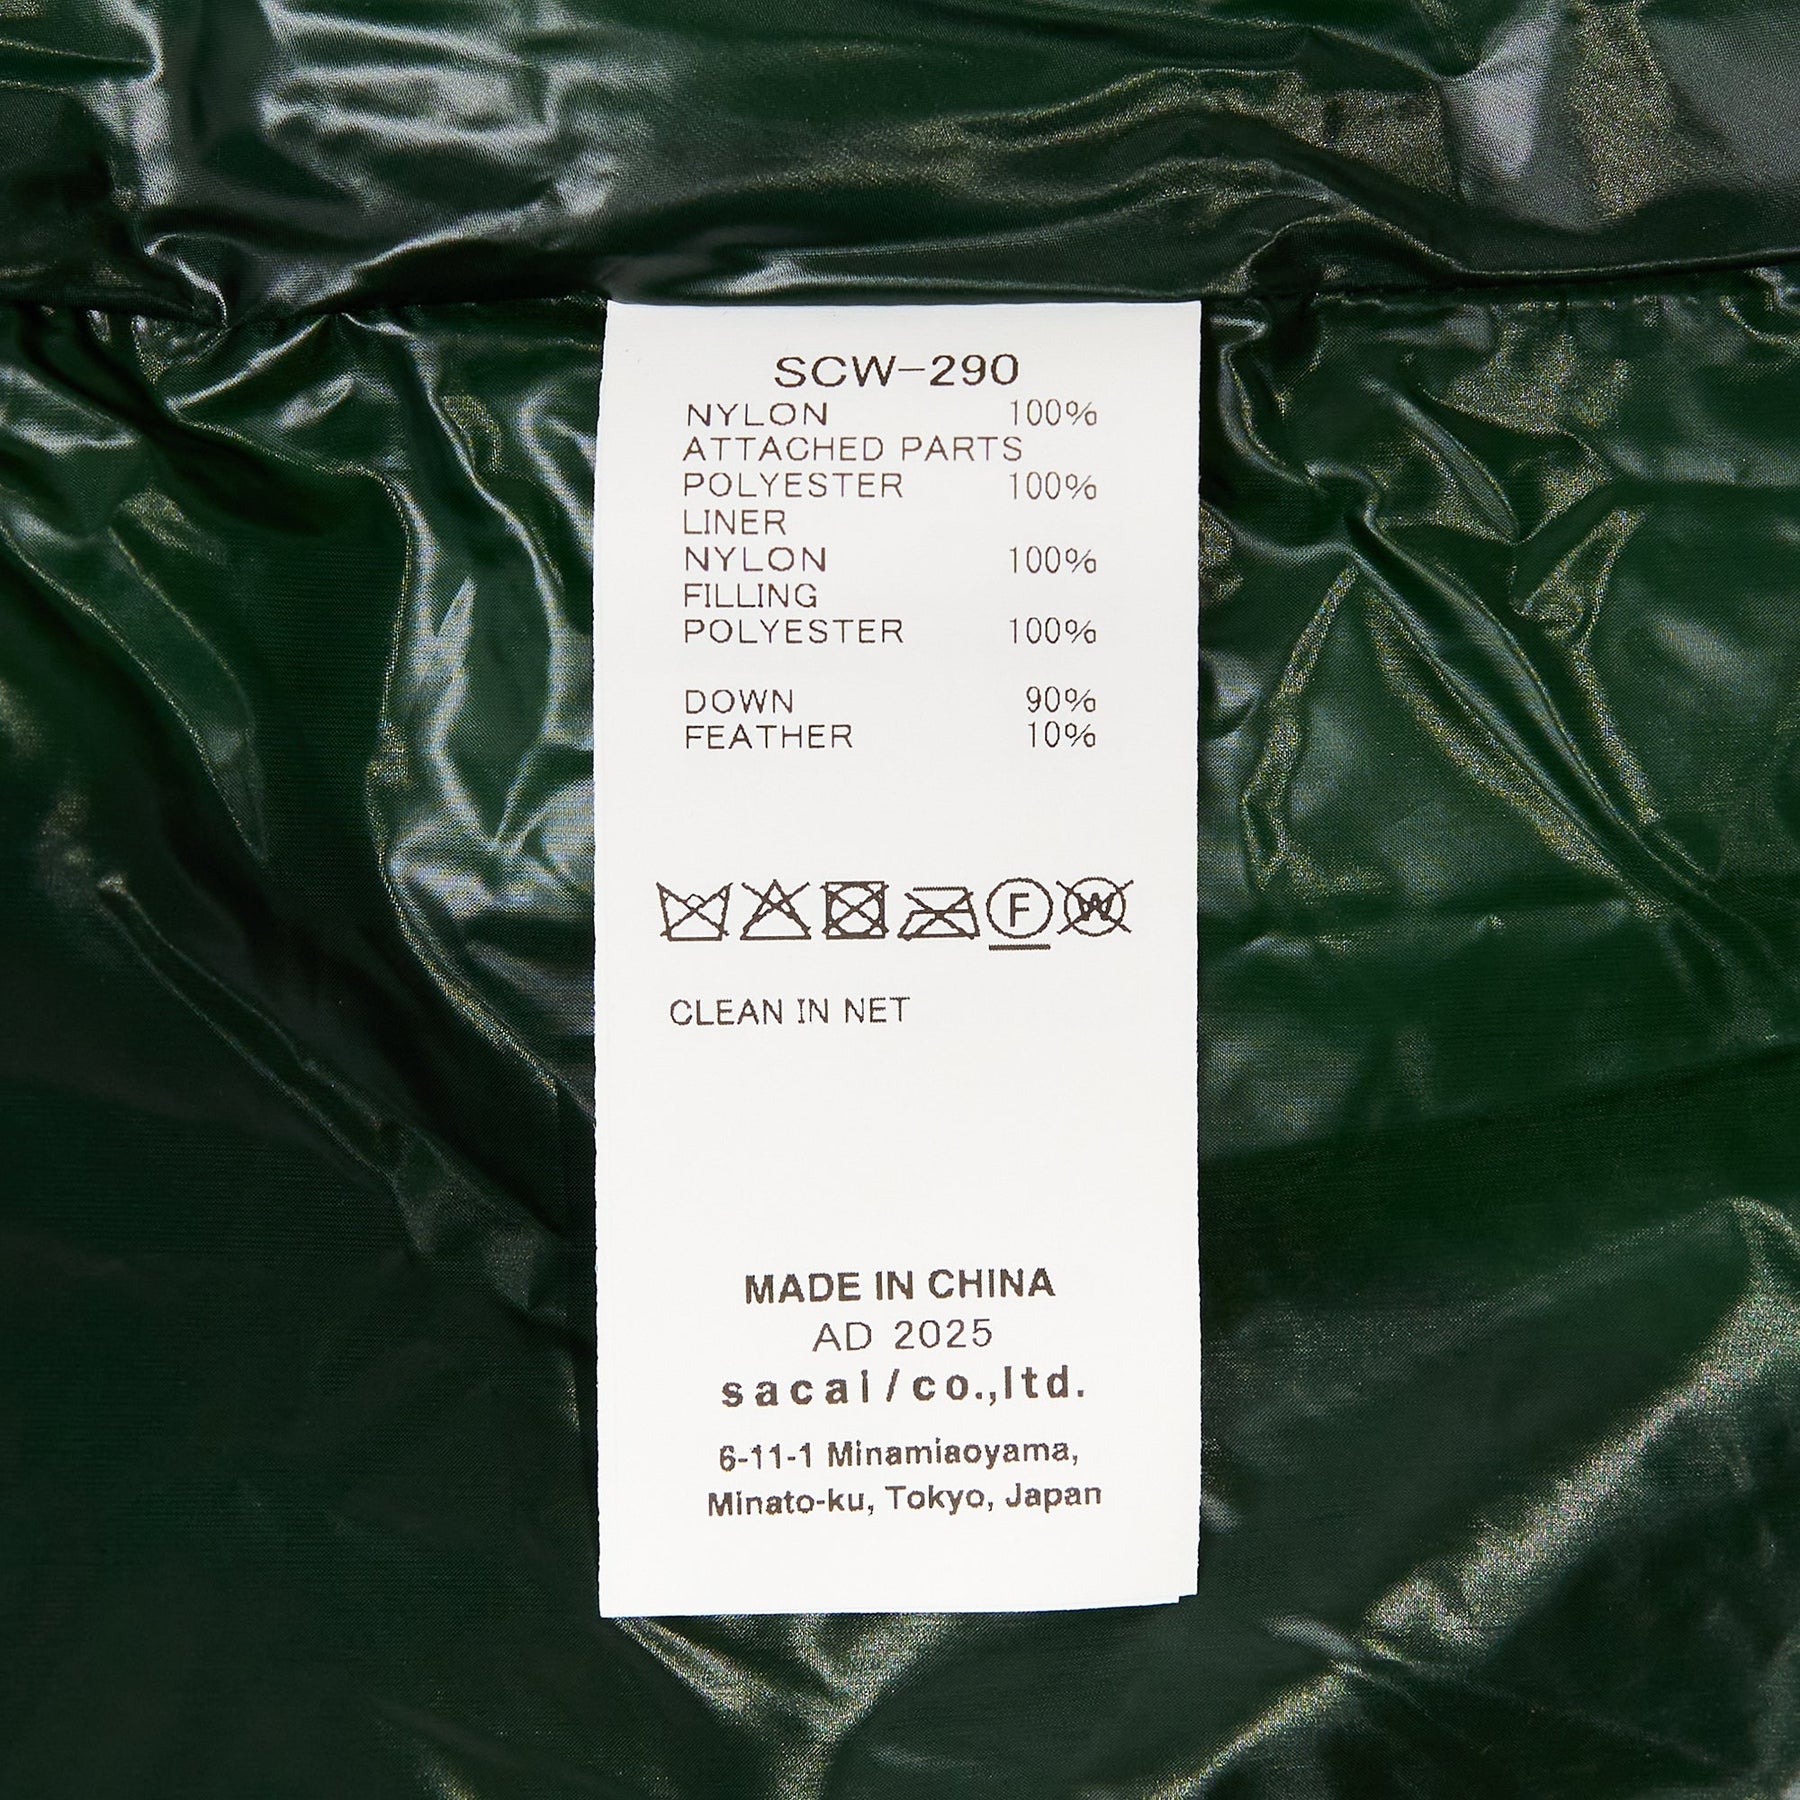 SCW-290
NYLON 100%
ATTACHED PARTS
POLYESTER 100%
LINER
NYLON 100%
FILLING
POLYESTER 100%
DOWN 90%
FEATHER 10%
F W
CLEAN IN NET
MADE IN CHINA
AD 2025
sacai/co.,ltd.
6-11-1 Minamiaoyama,
Minato-ku, Tokyo, Japan